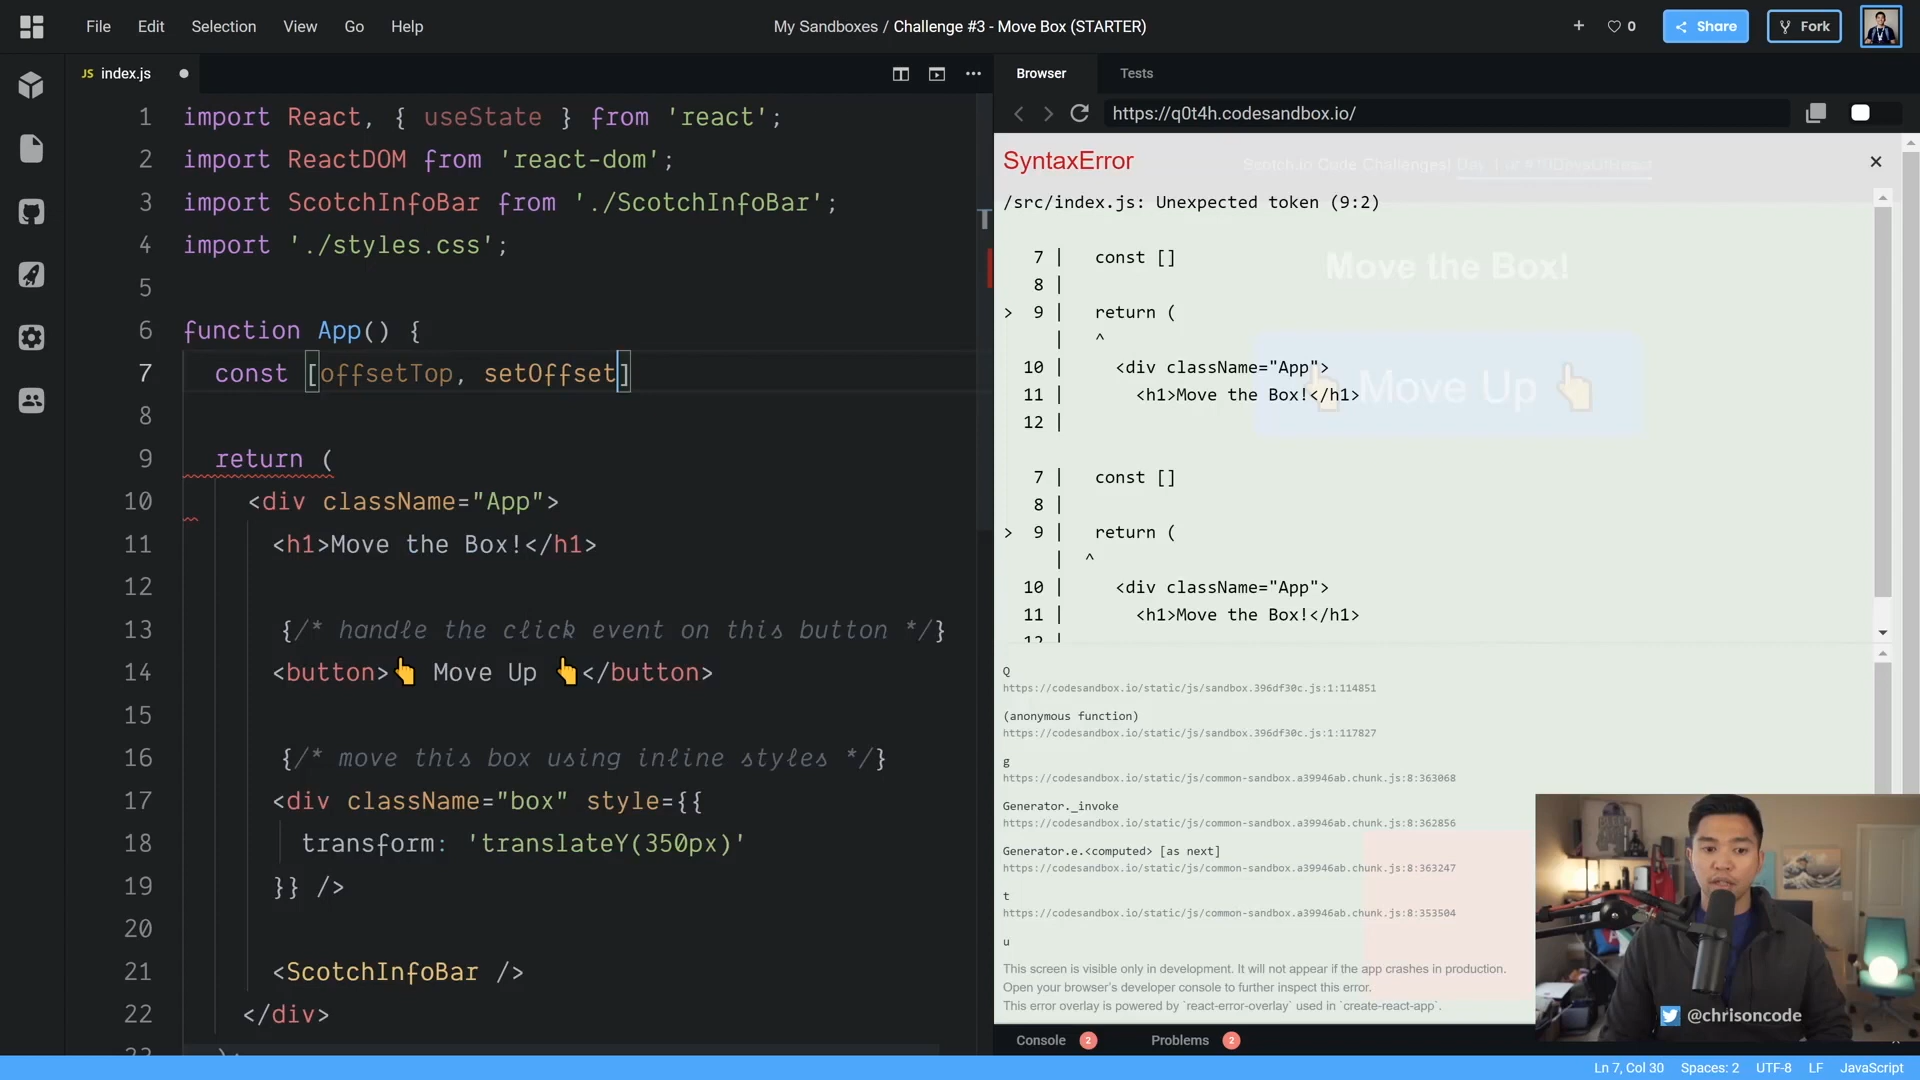 File Edit Selection View Go Help
My Sandboxes / Challenge #3 - Move Box (STARTER)
+ 0 Share Fork
JS index.js
1 import React, { useState } from 'react';
2 import ReactDOM from 'react-dom';
3 import ScotchInfoBar from './ScotchInfoBar';
4 import './styles.css';
5
6 function App() {
7 const [offsetTop, setOffset]
8
9 return (
10 <div className="App">
11 <h1>Move the Box!</h1>
12
13 {/* handle the click event on this button */}
14 <button>👆 Move Up 👆</button>
15
16 {/* move this box using inline styles */}
17 <div className="box" style={{
18 transform: 'translateY(350px)'
19 }} />
20
21 <ScotchInfoBar />
22 </div>
23 );
Browser Tests
https://q0t4h.codesandbox.io/
SyntaxError
/src/index.js: Unexpected token (9:2)
7 | const []
8 |
> 9 | return (
| ^
10 | <div className="App">
11 | <h1>Move the Box!</h1>
12 |
7 | const []
8 |
> 9 | return (
| ^
10 | <div className="App">
11 | <h1>Move the Box!</h1>
12 |
Move the Box!
👆 Move Up 👆
Q
https://codesandbox.io/static/js/sandbox.396df30c.js:1:114851
(anonymous function)
https://codesandbox.io/static/js/sandbox.396df30c.js:1:117827
g
https://codesandbox.io/static/js/common-sandbox.a39946ab.chunk.js:8:363068
Generator._invoke
https://codesandbox.io/static/js/common-sandbox.a39946ab.chunk.js:8:362856
Generator.e.<computed> [as next]
https://codesandbox.io/static/js/common-sandbox.a39946ab.chunk.js:8:363247
t
https://codesandbox.io/static/js/common-sandbox.a39946ab.chunk.js:8:353504
u
This screen is visible only in development. It will not appear if the app crashes in production.
Open your browser's developer console to further inspect this error.
This error overlay is powered by `react-error-overlay` used in `create-react-app`.
@chrisoncode
Console 2 Problems 2
Ln 7, Col 30 Spaces: 2 UTF-8 LF JavaScript